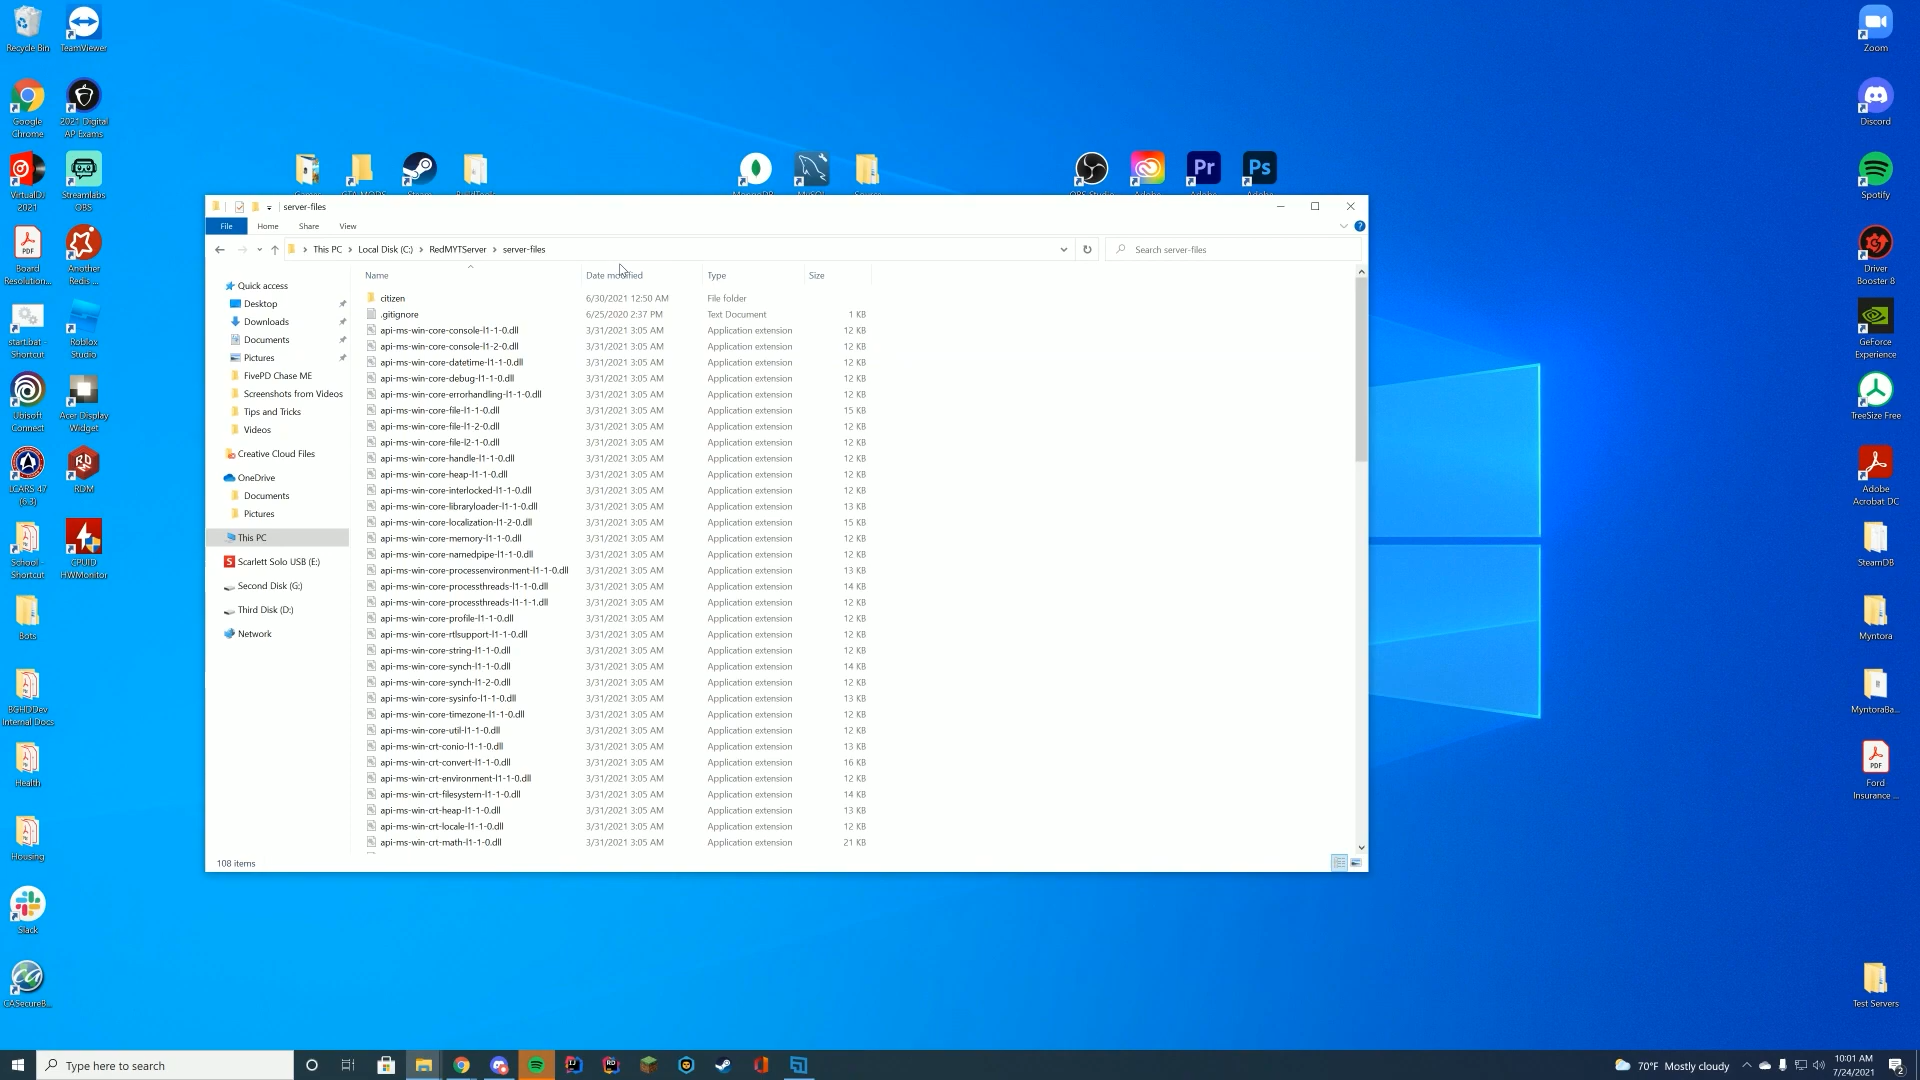 Recycle Bin
TeamViewer
Google Chrome
2021 Digital AP Exams
VirtualDJ 2021
Streamlabs OBS
Board Resolution...
Another Redis ...
start.bat - Shortcut
Roblox Studio
Ubisoft Connect
Acer Display Widget
LCARS 47 (6.3)
RDM
School - Shortcut
CPUID HWMonitor
Bots
BGHDDev Internal Docs
Health
Housing
Slack
CASecureB...
Zoom
Discord
Spotify
Driver Booster 8
GeForce Experience
TreeSize Free
Adobe Acrobat DC
SteamDB
Myntora
MyntoraBa...
Ford Insurance ...
Test Servers
server-files
File Home Share View
This PC > Local Disk (C:) > RedMYTServer > server-files
Search server-files
Quick access
Desktop
Downloads
Documents
Pictures
FivePD Chase ME
Screenshots from Videos
Tips and Tricks
Videos
Creative Cloud Files
OneDrive
Documents
Pictures
This PC
Scarlett Solo USB (E:)
Second Disk (G:)
Third Disk (D:)
Network
Name Date modified Type Size
citizen 6/30/2021 12:50 AM File folder
.gitignore 6/25/2020 2:37 PM Text Document 1 KB
api-ms-win-core-console-l1-1-0.dll 3/31/2021 3:05 AM Application extension 12 KB
api-ms-win-core-console-l1-2-0.dll 3/31/2021 3:05 AM Application extension 12 KB
api-ms-win-core-datetime-l1-1-0.dll 3/31/2021 3:05 AM Application extension 12 KB
api-ms-win-core-debug-l1-1-0.dll 3/31/2021 3:05 AM Application extension 12 KB
api-ms-win-core-errorhandling-l1-1-0.dll 3/31/2021 3:05 AM Application extension 12 KB
api-ms-win-core-file-l1-1-0.dll 3/31/2021 3:05 AM Application extension 15 KB
api-ms-win-core-file-l1-2-0.dll 3/31/2021 3:05 AM Application extension 12 KB
api-ms-win-core-file-l2-1-0.dll 3/31/2021 3:05 AM Application extension 12 KB
api-ms-win-core-handle-l1-1-0.dll 3/31/2021 3:05 AM Application extension 12 KB
api-ms-win-core-heap-l1-1-0.dll 3/31/2021 3:05 AM Application extension 12 KB
api-ms-win-core-interlocked-l1-1-0.dll 3/31/2021 3:05 AM Application extension 12 KB
api-ms-win-core-libraryloader-l1-1-0.dll 3/31/2021 3:05 AM Application extension 13 KB
api-ms-win-core-localization-l1-2-0.dll 3/31/2021 3:05 AM Application extension 15 KB
api-ms-win-core-memory-l1-1-0.dll 3/31/2021 3:05 AM Application extension 12 KB
api-ms-win-core-namedpipe-l1-1-0.dll 3/31/2021 3:05 AM Application extension 12 KB
api-ms-win-core-processenvironment-l1-1-0.dll 3/31/2021 3:05 AM Application extension 13 KB
api-ms-win-core-processthreads-l1-1-0.dll 3/31/2021 3:05 AM Application extension 14 KB
api-ms-win-core-processthreads-l1-1-1.dll 3/31/2021 3:05 AM Application extension 12 KB
api-ms-win-core-profile-l1-1-0.dll 3/31/2021 3:05 AM Application extension 12 KB
api-ms-win-core-rtlsupport-l1-1-0.dll 3/31/2021 3:05 AM Application extension 12 KB
api-ms-win-core-string-l1-1-0.dll 3/31/2021 3:05 AM Application extension 12 KB
api-ms-win-core-synch-l1-1-0.dll 3/31/2021 3:05 AM Application extension 14 KB
api-ms-win-core-synch-l1-2-0.dll 3/31/2021 3:05 AM Application extension 12 KB
api-ms-win-core-sysinfo-l1-1-0.dll 3/31/2021 3:05 AM Application extension 13 KB
api-ms-win-core-timezone-l1-1-0.dll 3/31/2021 3:05 AM Application extension 12 KB
api-ms-win-core-util-l1-1-0.dll 3/31/2021 3:05 AM Application extension 12 KB
api-ms-win-crt-conio-l1-1-0.dll 3/31/2021 3:05 AM Application extension 13 KB
api-ms-win-crt-convert-l1-1-0.dll 3/31/2021 3:05 AM Application extension 16 KB
api-ms-win-crt-environment-l1-1-0.dll 3/31/2021 3:05 AM Application extension 12 KB
api-ms-win-crt-filesystem-l1-1-0.dll 3/31/2021 3:05 AM Application extension 14 KB
api-ms-win-crt-heap-l1-1-0.dll 3/31/2021 3:05 AM Application extension 13 KB
api-ms-win-crt-locale-l1-1-0.dll 3/31/2021 3:05 AM Application extension 12 KB
api-ms-win-crt-math-l1-1-0.dll 3/31/2021 3:05 AM Application extension 21 KB
108 items
Type here to search
70°F Mostly cloudy
10:01 AM
7/24/2021